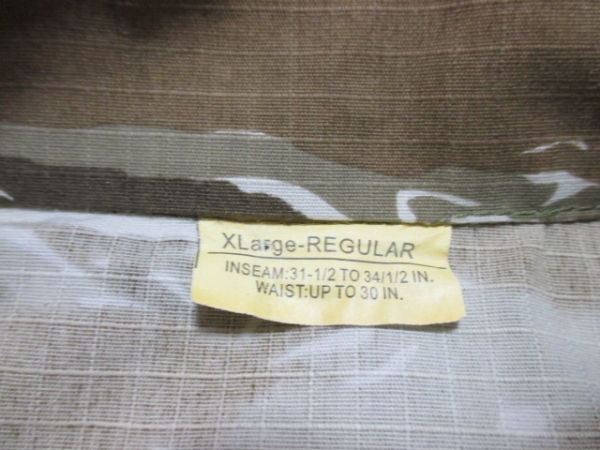 XLarge-REGULAR
INSEAM:31-1/2 TO 34/1/2 IN.
WAIST:UP TO 30 IN.